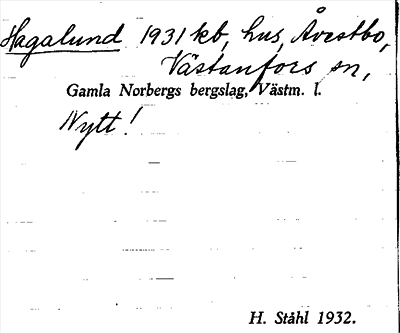 Hagalund 1931 kb, hus, Åvestbo,
Västanfors sn,
Gamla Norbergs bergslag, Västm. l.
Nytt!
H. Ståhl 1932.